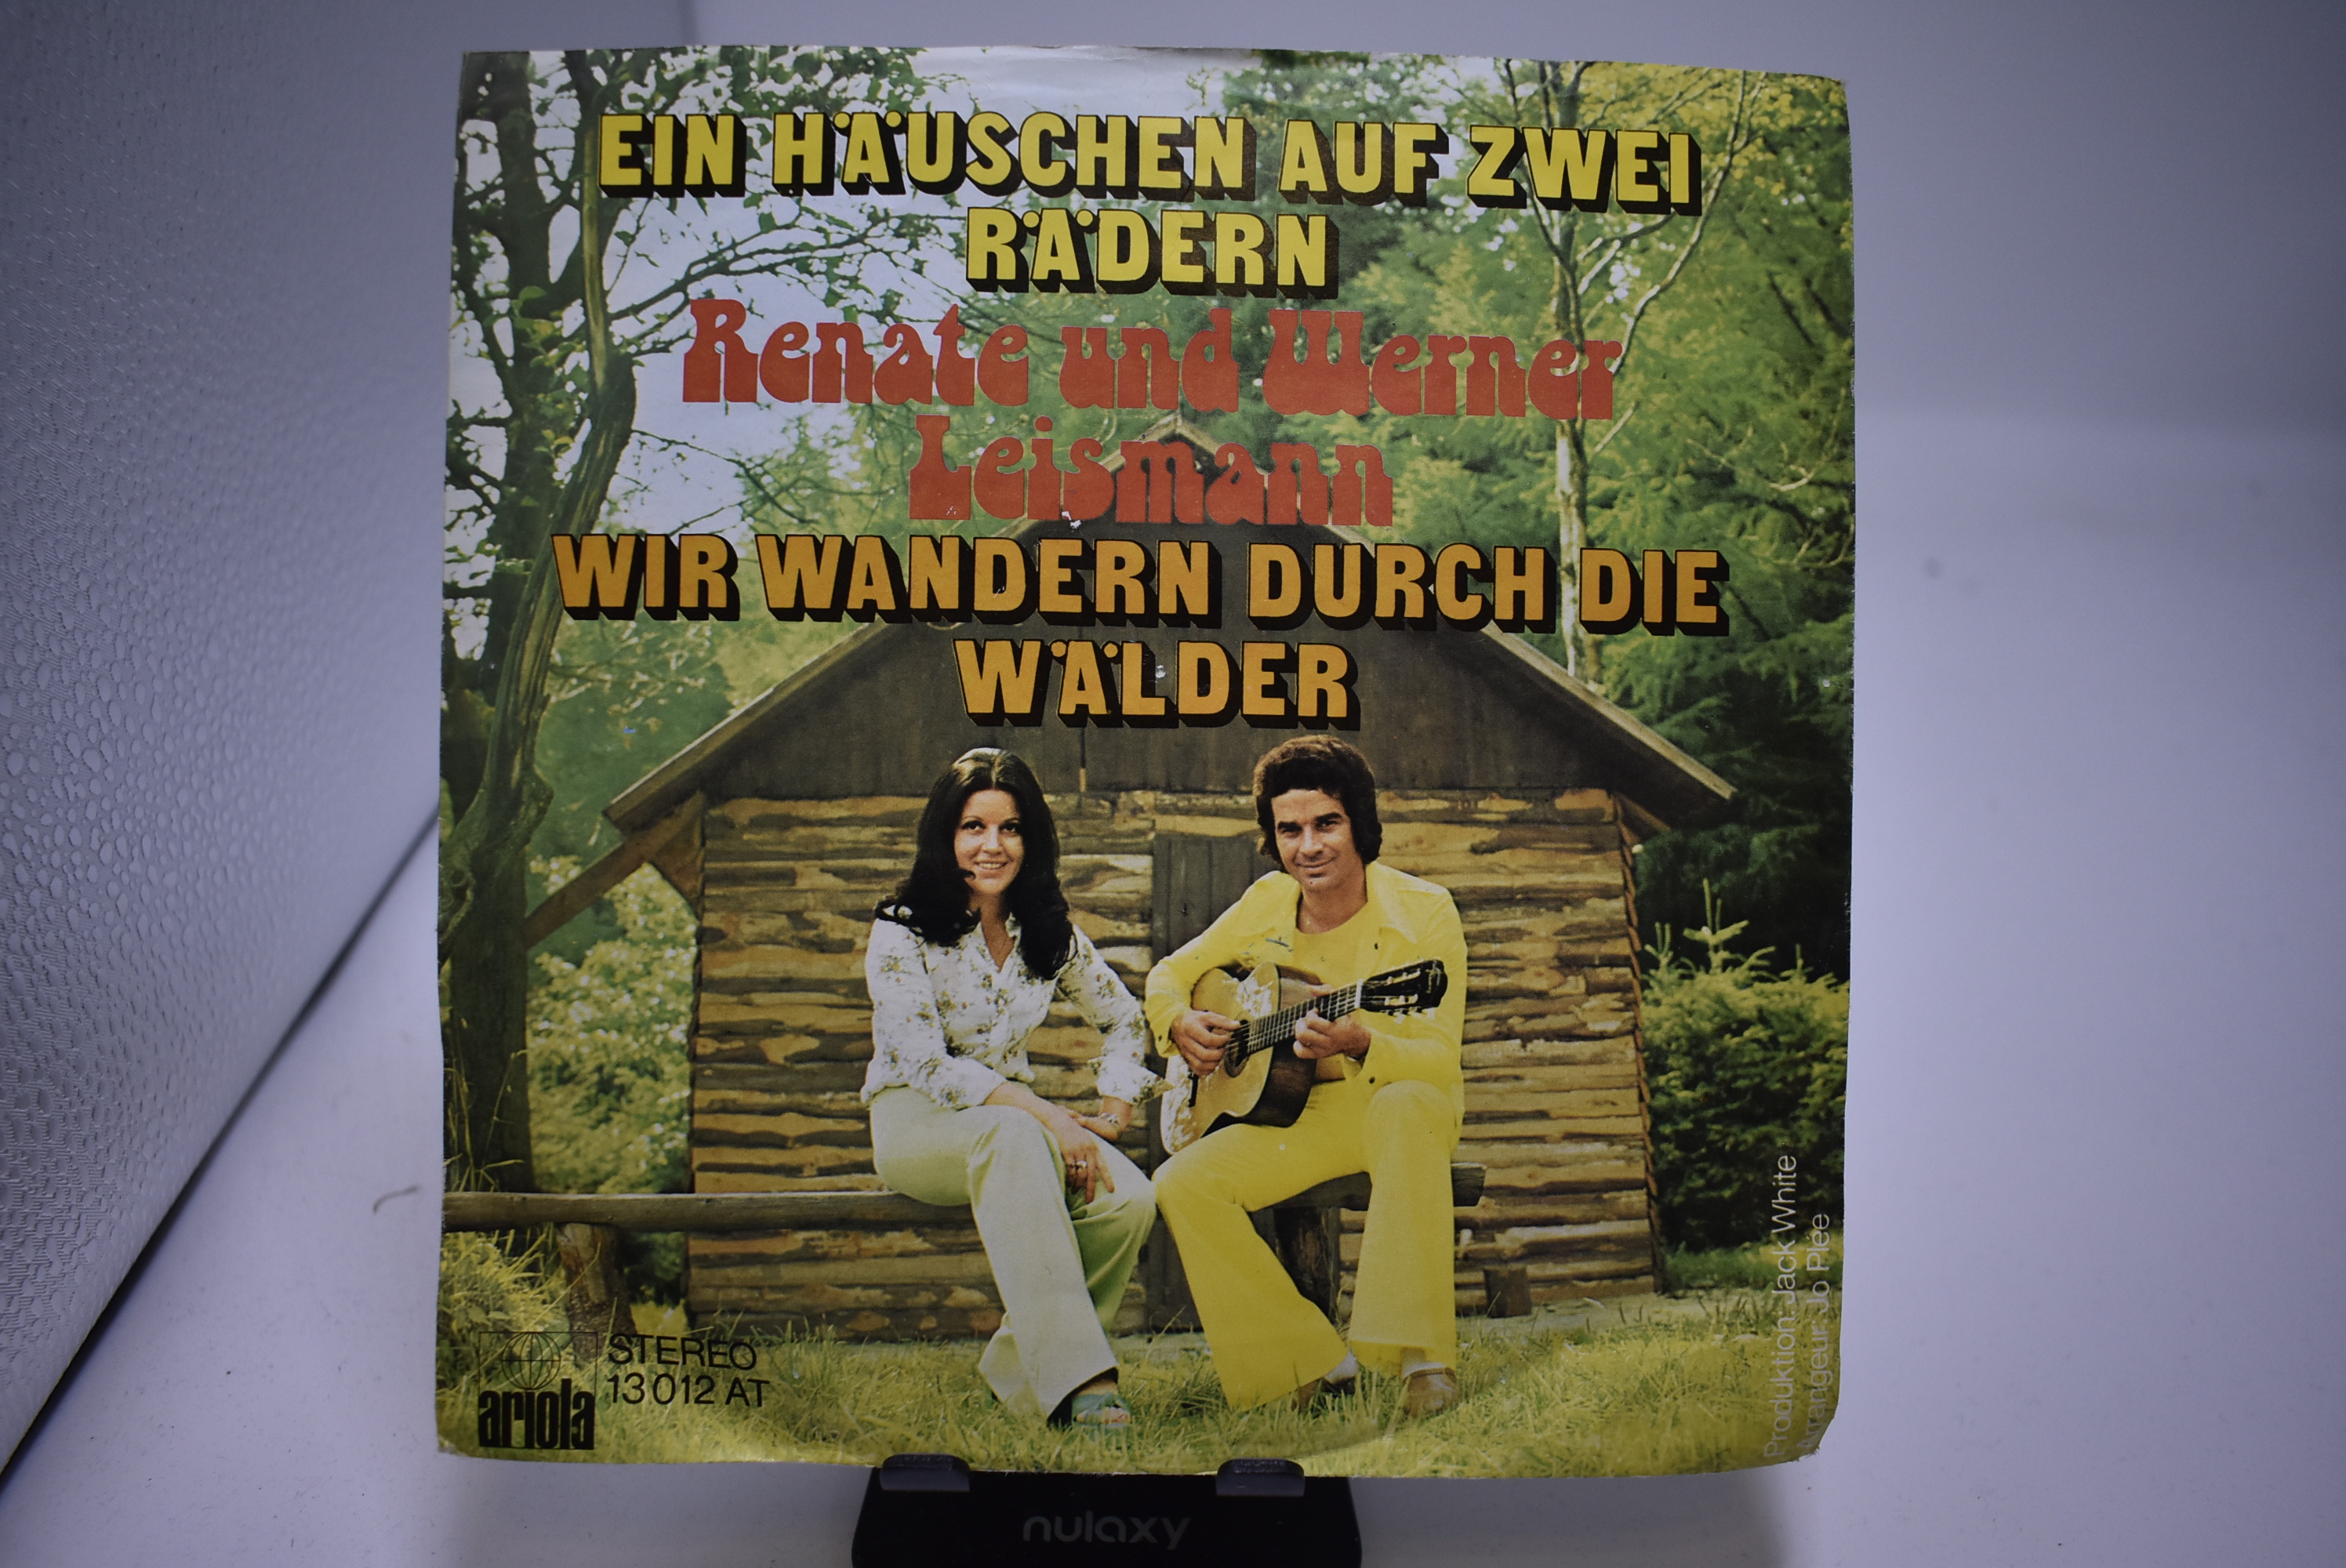 EIN HÄUSCHEN AUF ZWEI
RÄDERN
Renate und Werner
Leismann
WIR WANDERN DURCH DIE
WÄLDER
STEREO
13 012 AT
ariola
Produktion: Jack White
Arrangeur: Jo Plée
nulaxy